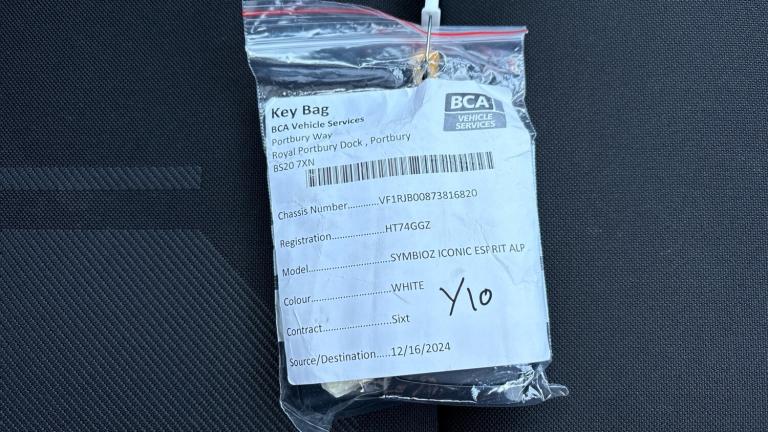 Key Bag
BCA Vehicle Services
Portbury Way
Royal Portbury Dock , Portbury
BS20 7XN
BCA
VEHICLE
SERVICES
Chassis Number............VF1RJB00873816820
Registration..................HT74GGZ
Model...........................SYMBIOZ ICONIC ESPRIT ALP
Colour...........................WHITE
Y10
Contract.......................Sixt
Source/Destination.....12/16/2024